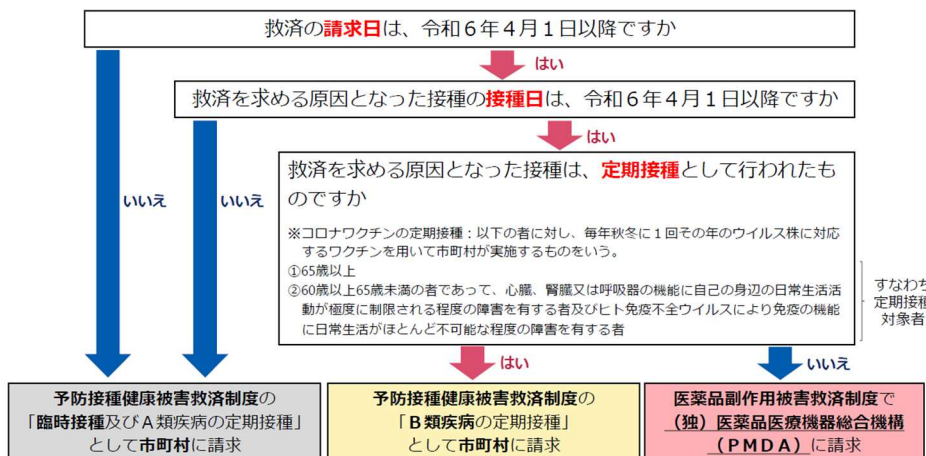 救済の請求日は、令和６年４月１日以降ですか
はい
救済を求める原因となった接種の接種日は、令和６年４月１日以降ですか
はい
救済を求める原因となった接種は、定期接種として行われたも
のですか
※コロナワクチンの定期接種：以下の者に対し、毎年秋冬に１回その年のウイルス株に対応
するワクチンを用いて市町村が実施するものをいう。
①65歳以上
②60歳以上65歳未満の者であって、心臓、腎臓又は呼吸器の機能に自己の身辺の日常生活活
動が極度に制限される程度の障害を有する者及びヒト免疫不全ウイルスにより免疫の機能
に日常生活がほとんど不可能な程度の障害を有する者
すなわち
定期接種
対象者
いいえ
いいえ
はい
いいえ
予防接種健康被害救済制度の
「臨時接種及びＡ類疾病の定期接種」
として市町村に請求
予防接種健康被害救済制度の
「Ｂ類疾病の定期接種」
として市町村に請求
医薬品副作用被害救済制度で
（独）医薬品医療機器総合機構
（ＰＭＤＡ）に請求